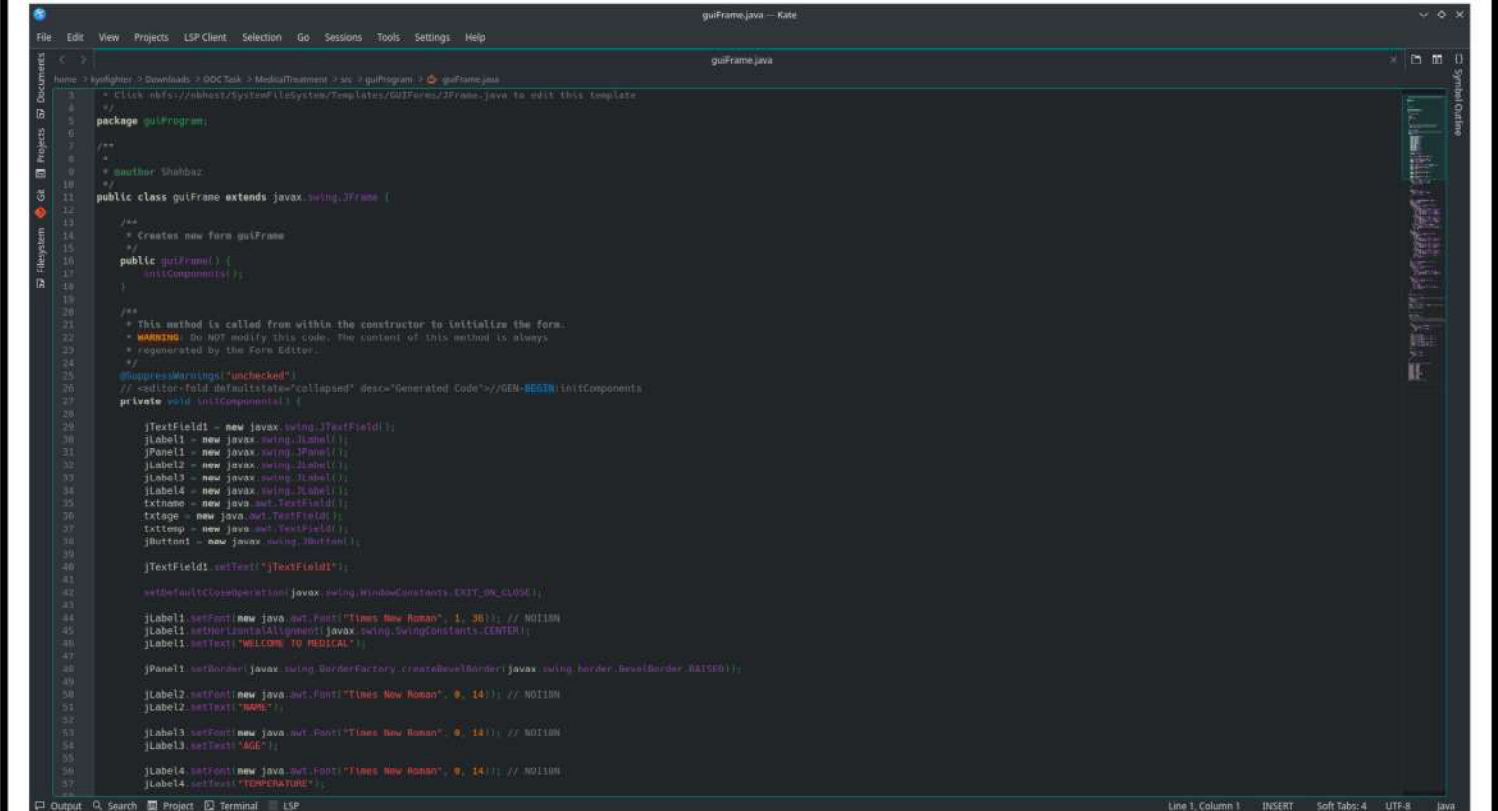 guiFrame.java — Kate
File Edit View Projects LSP Client Selection Go Sessions Tools Settings Help
guiFrame.java
home > kyofighter > Downloads > OOC Task > MedicalTreatment > src > guiProgram > guiFrame.java
Documents
Projects
Git
Filesystem
Symbol Outline
3 * Click nbfs://nbhost/SystemFileSystem/Templates/GUIForms/JFrame.java to edit this template
4 */
5 package guiProgram;
6
7 /**
8 *
9 * @author Shahbaz
10 */
11 public class guiFrame extends javax.swing.JFrame {
12
13 /**
14 * Creates new form guiFrame
15 */
16 public guiFrame() {
17 initComponents();
18 }
19
20 /**
21 * This method is called from within the constructor to initialize the form.
22 * WARNING: Do NOT modify this code. The content of this method is always
23 * regenerated by the Form Editor.
24 */
25 @SuppressWarnings("unchecked")
26 // <editor-fold defaultstate="collapsed" desc="Generated Code">//GEN-BEGIN:initComponents
27 private void initComponents() {
28
29 jTextField1 = new javax.swing.JTextField();
30 jLabel1 = new javax.swing.JLabel();
31 jPanel1 = new javax.swing.JPanel();
32 jLabel2 = new javax.swing.JLabel();
33 jLabel3 = new javax.swing.JLabel();
34 jLabel4 = new javax.swing.JLabel();
35 txtname = new java.awt.TextField();
36 txtage = new java.awt.TextField();
37 txttemp = new java.awt.TextField();
38 jButton1 = new javax.swing.JButton();
39
40 jTextField1.setText("jTextField1");
41
42 setDefaultCloseOperation(javax.swing.WindowConstants.EXIT_ON_CLOSE);
43
44 jLabel1.setFont(new java.awt.Font("Times New Roman", 1, 36)); // NOI18N
45 jLabel1.setHorizontalAlignment(javax.swing.SwingConstants.CENTER);
46 jLabel1.setText("WELCOME TO MEDICAL");
47
48 jPanel1.setBorder(javax.swing.BorderFactory.createBevelBorder(javax.swing.border.BevelBorder.RAISED));
49
50 jLabel2.setFont(new java.awt.Font("Times New Roman", 0, 14)); // NOI18N
51 jLabel2.setText("NAME");
52
53 jLabel3.setFont(new java.awt.Font("Times New Roman", 0, 14)); // NOI18N
54 jLabel3.setText("AGE");
55
56 jLabel4.setFont(new java.awt.Font("Times New Roman", 0, 14)); // NOI18N
57 jLabel4.setText("TEMPERATURE");
Output Search Project Terminal LSP Line 1, Column 1 INSERT Soft Tabs: 4 UTF-8 Java